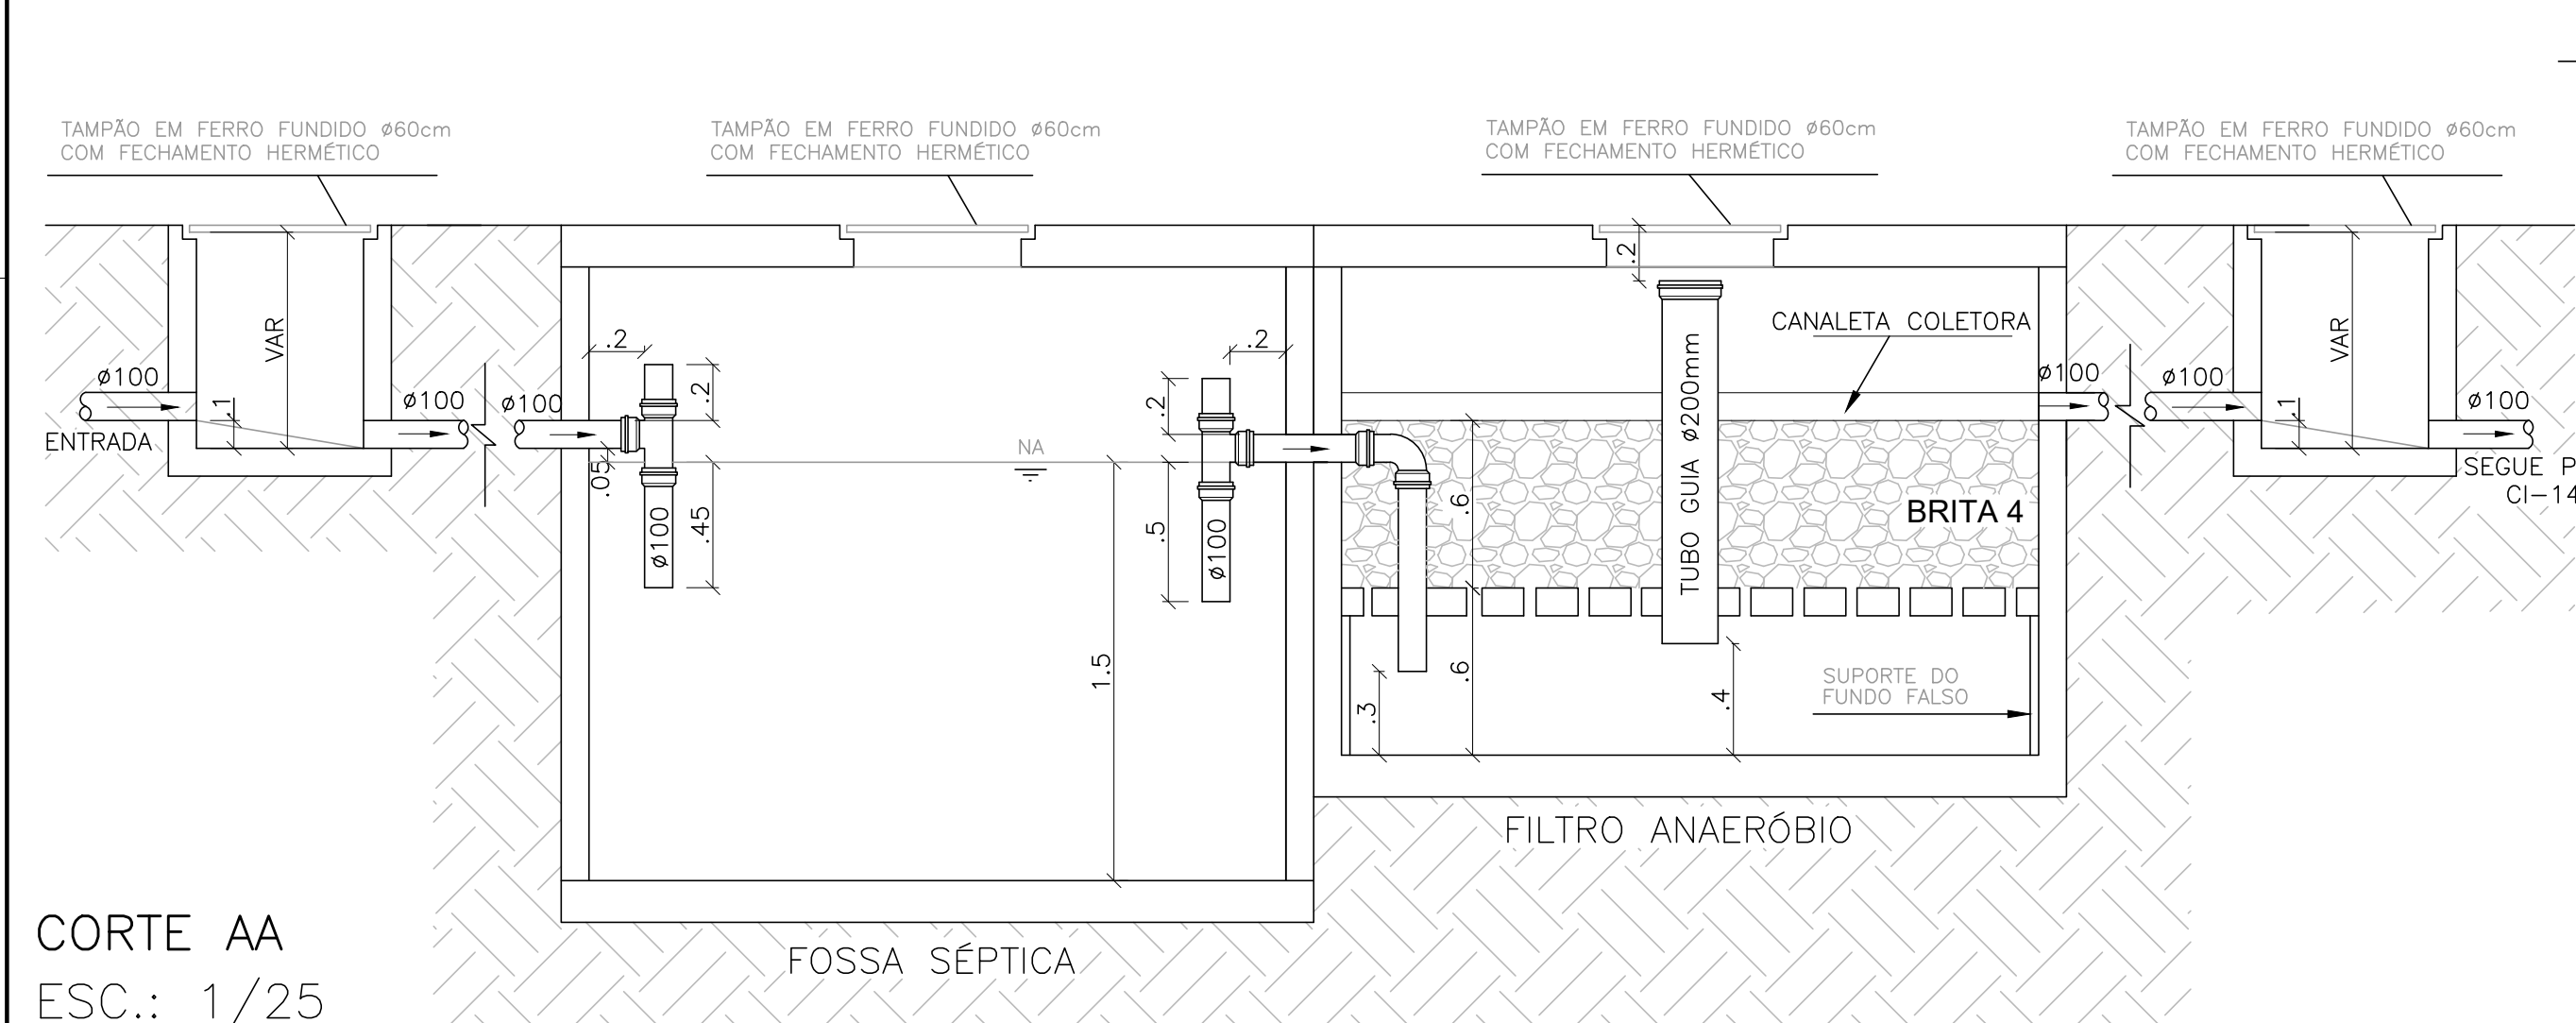 TAMPÃO EM FERRO FUNDIDO ø60cm
COM FECHAMENTO HERMÉTICO
TAMPÃO EM FERRO FUNDIDO ø60cm
COM FECHAMENTO HERMÉTICO
TAMPÃO EM FERRO FUNDIDO ø60cm
COM FECHAMENTO HERMÉTICO
TAMPÃO EM FERRO FUNDIDO ø60cm
COM FECHAMENTO HERMÉTICO
VAR
ø100
.1
ENTRADA
ø100
ø100
.2
.2
.05
.45
ø100
NA
1.5
.2
.2
.5
ø100
.2
CANALETA COLETORA
TUBO GUIA ø200mm
BRITA 4
.6
.6
.3
.4
SUPORTE DO
FUNDO FALSO
ø100
ø100
VAR
.1
ø100
SEGUE P
CI-14
FILTRO ANAERÓBIO
FOSSA SÉPTICA
CORTE AA
ESC.: 1/25